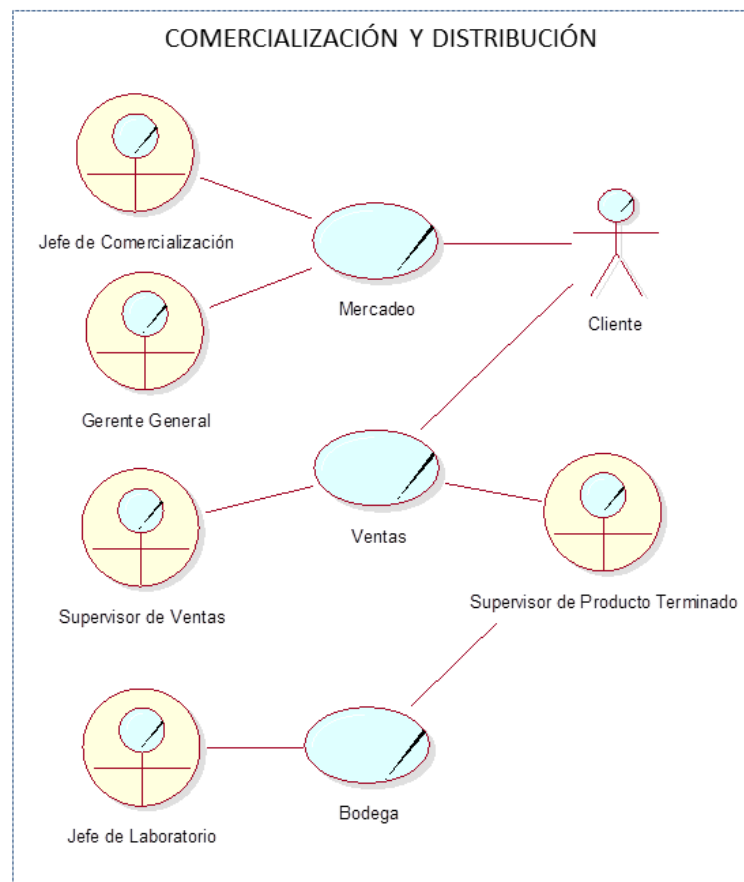 COMERCIALIZACIÓN Y DISTRIBUCIÓN
Jefe de Comercialización
Mercadeo
Cliente
Gerente General
Ventas
Supervisor de Ventas
Supervisor de Producto Terminado
Bodega
Jefe de Laboratorio